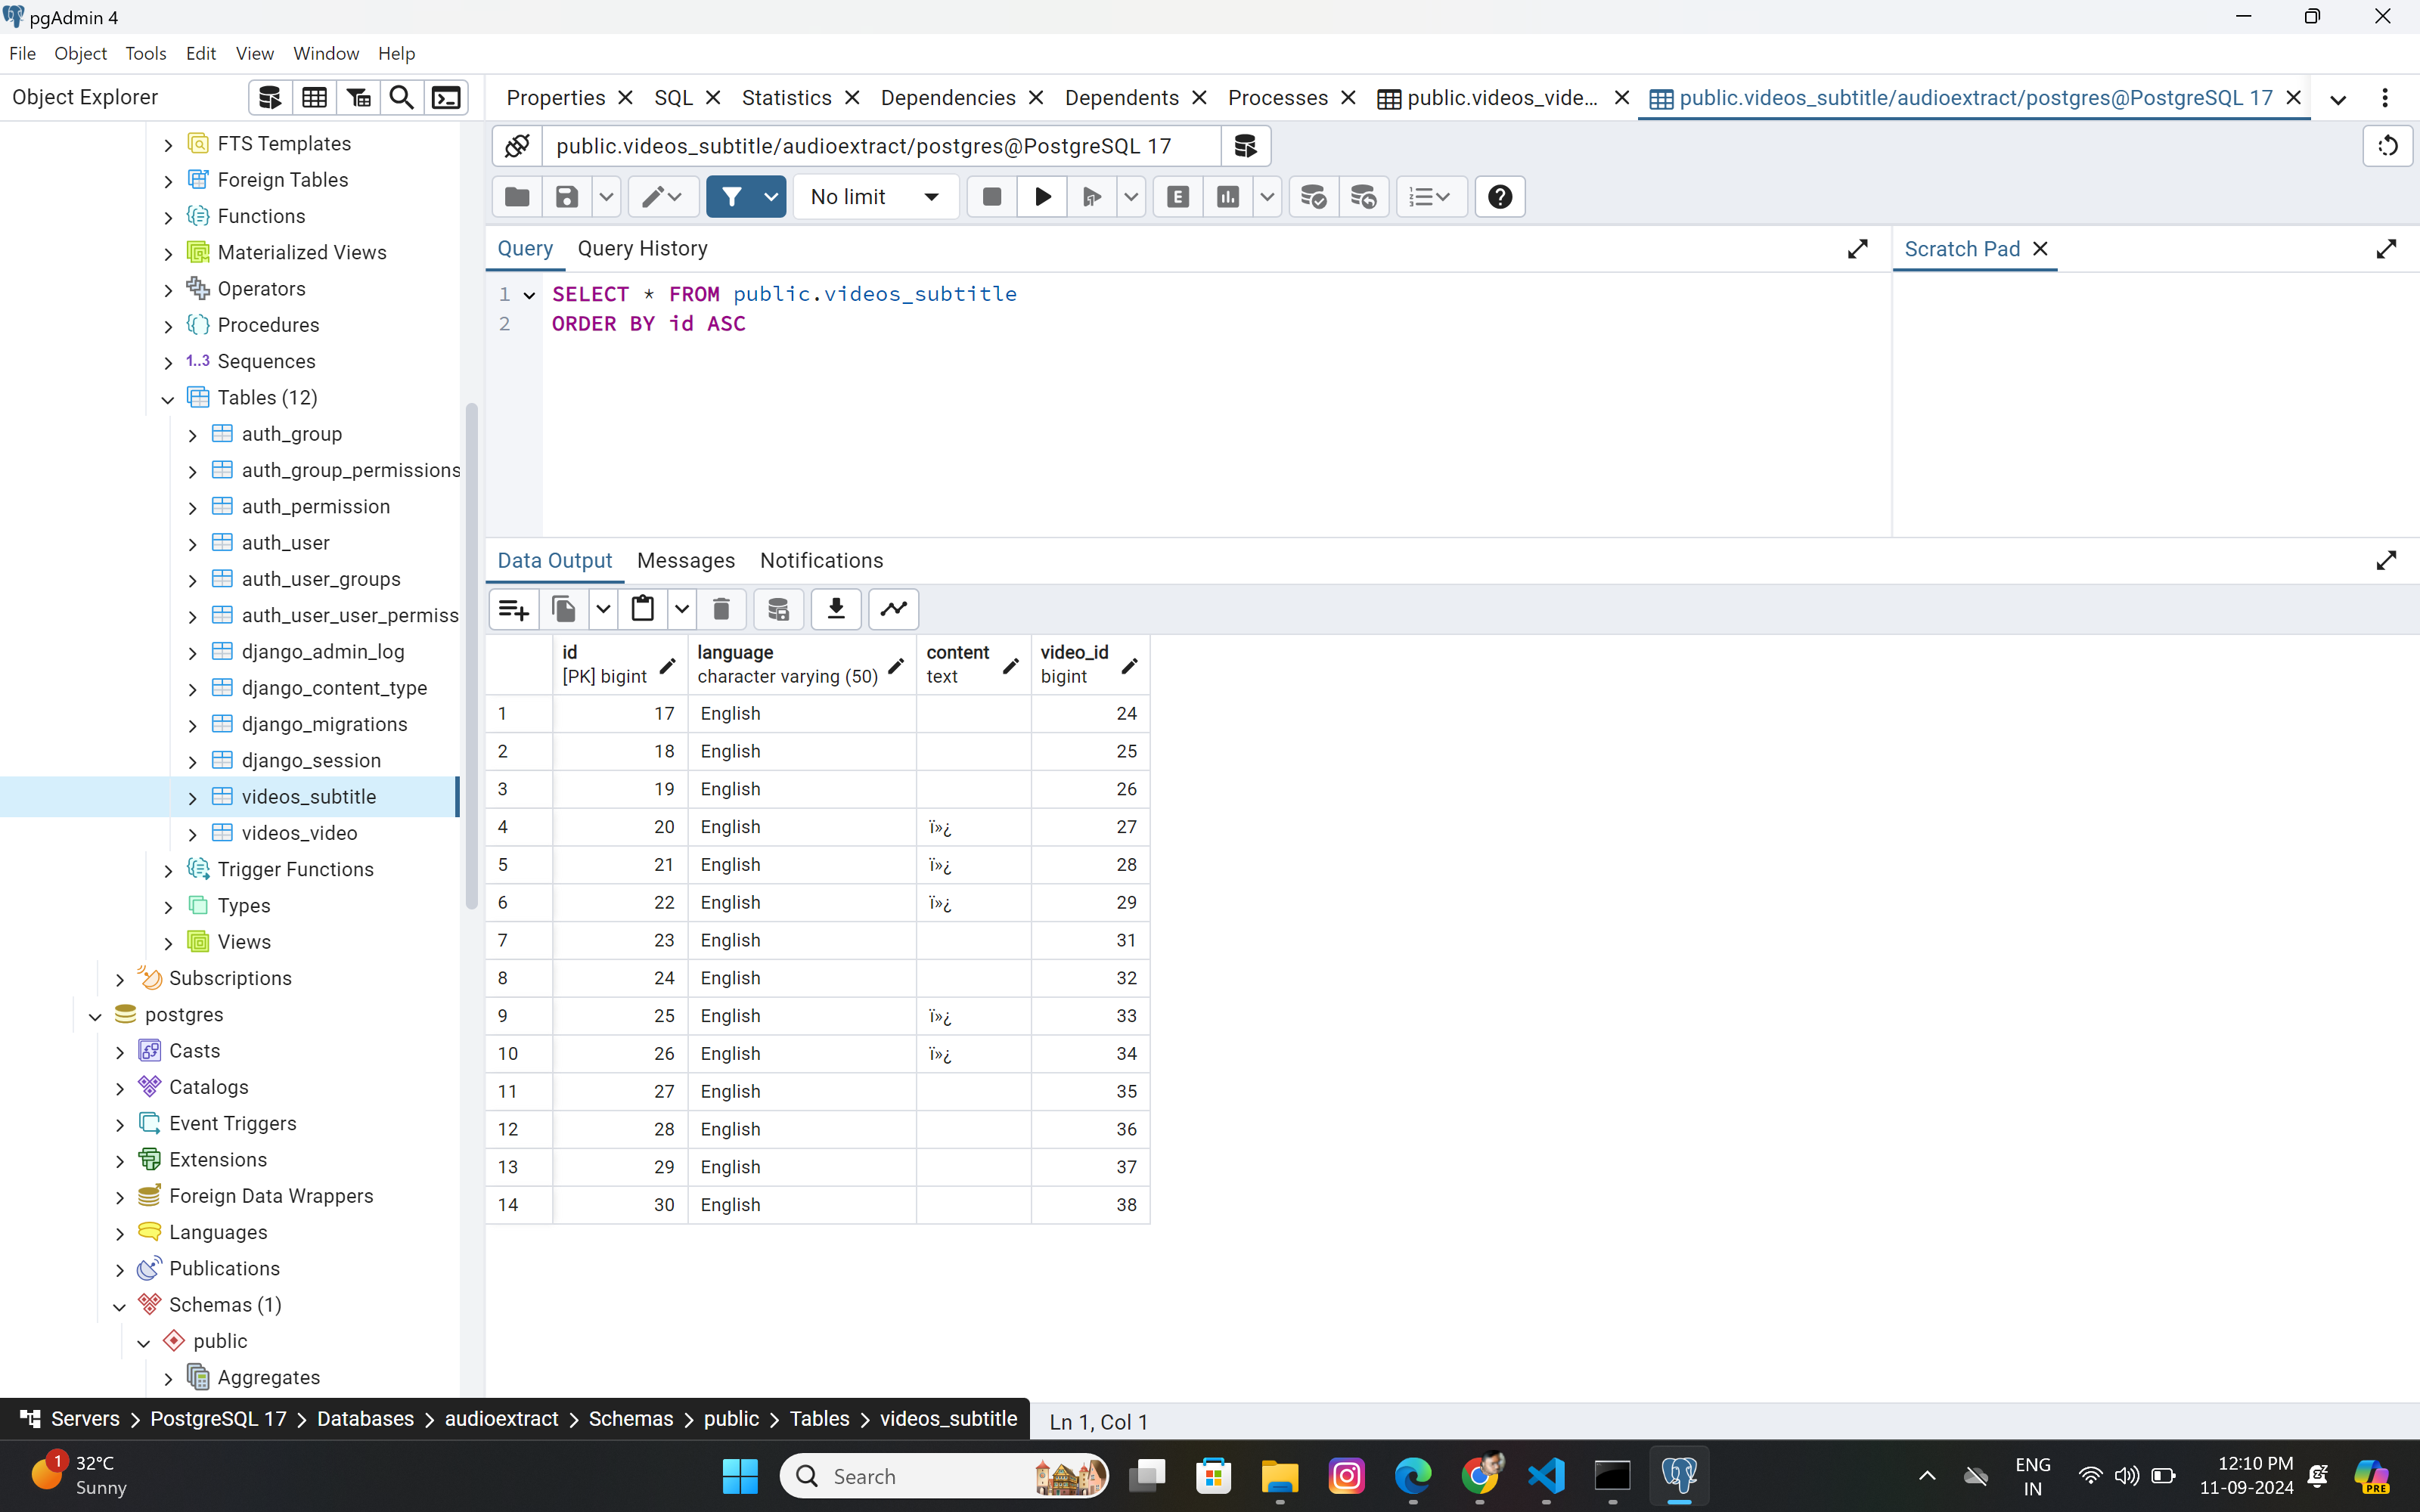 pgAdmin 4
File Object Tools Edit View Window Help
Object Explorer
Properties SQL Statistics Dependencies Dependents Processes public.videos_vide... public.videos_subtitle/audioextract/postgres@PostgreSQL 17
public.videos_subtitle/audioextract/postgres@PostgreSQL 17
No limit
E
Query Query History
Scratch Pad
1 SELECT * FROM public.videos_subtitle
2 ORDER BY id ASC
FTS Templates
Foreign Tables
Functions
Materialized Views
Operators
Procedures
1..3 Sequences
Tables (12)
auth_group
auth_group_permissions
auth_permission
auth_user
auth_user_groups
auth_user_user_permiss
django_admin_log
django_content_type
django_migrations
django_session
videos_subtitle
videos_video
Trigger Functions
Types
Views
Subscriptions
postgres
Casts
Catalogs
Event Triggers
Extensions
Foreign Data Wrappers
Languages
Publications
Schemas (1)
public
Aggregates
Data Output Messages Notifications
id language content video_id
[PK] bigint character varying (50) text bigint
1 17 English 24
2 18 English 25
3 19 English 26
4 20 English ï»¿ 27
5 21 English ï»¿ 28
6 22 English ï»¿ 29
7 23 English 31
8 24 English 32
9 25 English ï»¿ 33
10 26 English ï»¿ 34
11 27 English 35
12 28 English 36
13 29 English 37
14 30 English 38
Servers > PostgreSQL 17 > Databases > audioextract > Schemas > public > Tables > videos_subtitle
Ln 1, Col 1
1
32°C
Sunny
Search
ENG
IN
12:10 PM
11-09-2024
PRE